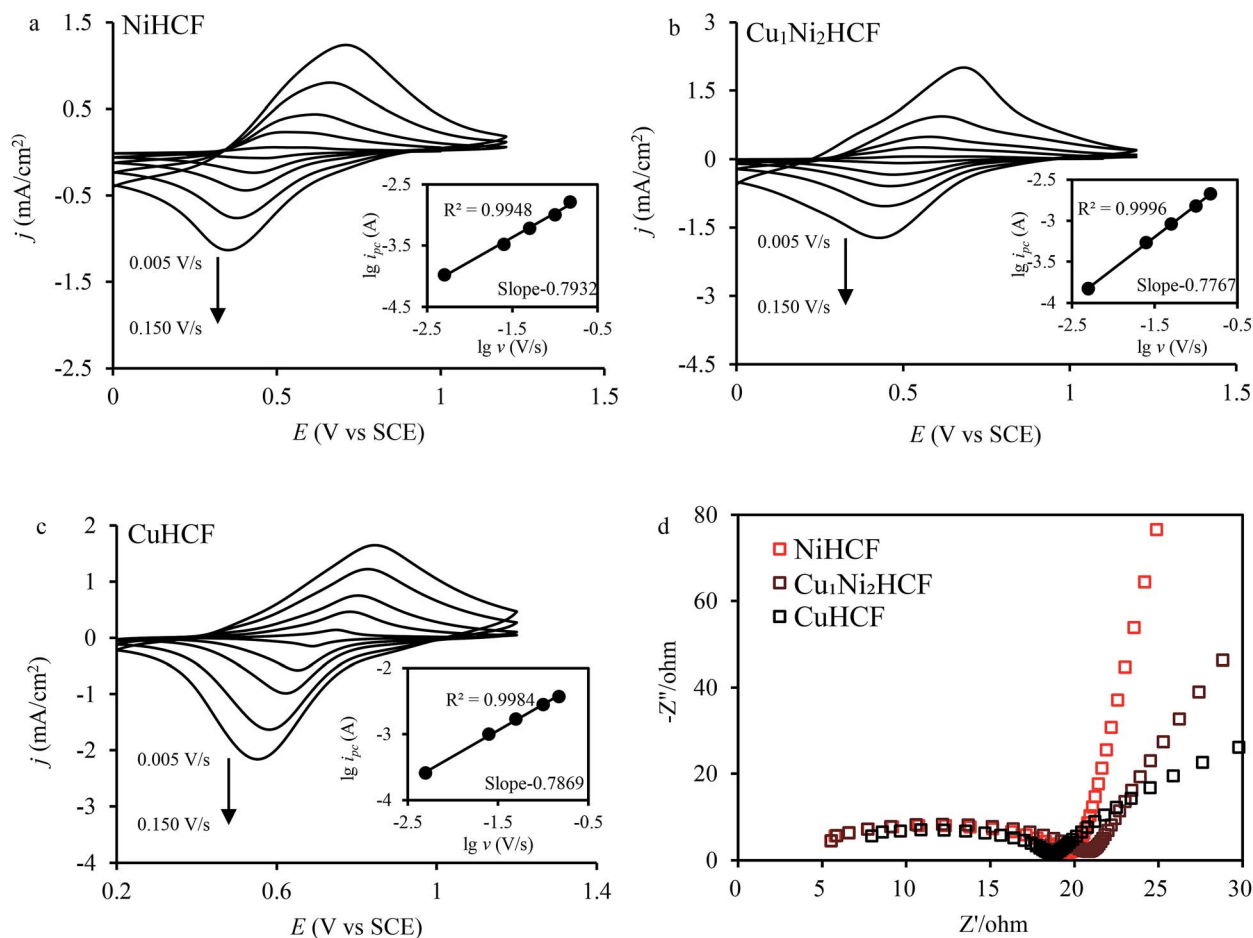 a
NiHCF
1.5
0.5
-0.5
-1.5
-2.5
j (mA/cm²)
0.005 V/s
0.150 V/s
0
0.5
1
1.5
E (V vs SCE)
-2.5
-3.5
-4.5
lg ipc (A)
R² = 0.9948
Slope-0.7932
-2.5
-1.5
-0.5
lg v (V/s)
b
Cu₁Ni₂HCF
3
1.5
0
-1.5
-3
-4.5
j (mA/cm²)
0.005 V/s
0.150 V/s
0
0.5
1
1.5
E (V vs SCE)
-2.5
-3
-3.5
-4
lg ipc (A)
R² = 0.9996
Slope-0.7767
-2.5
-1.5
-0.5
lg v (V/s)
c
CuHCF
2
1
0
-1
-2
-3
-4
j (mA/cm²)
0.005 V/s
0.150 V/s
0.2
0.6
1
1.4
E (V vs SCE)
-2
-3
-4
lg ipc (A)
R² = 0.9984
Slope-0.7869
-2.5
-1.5
-0.5
lg v (V/s)
d
80
60
40
20
0
-Z"/ohm
NiHCF
Cu₁Ni₂HCF
CuHCF
0
5
10
15
20
25
30
Z'/ohm